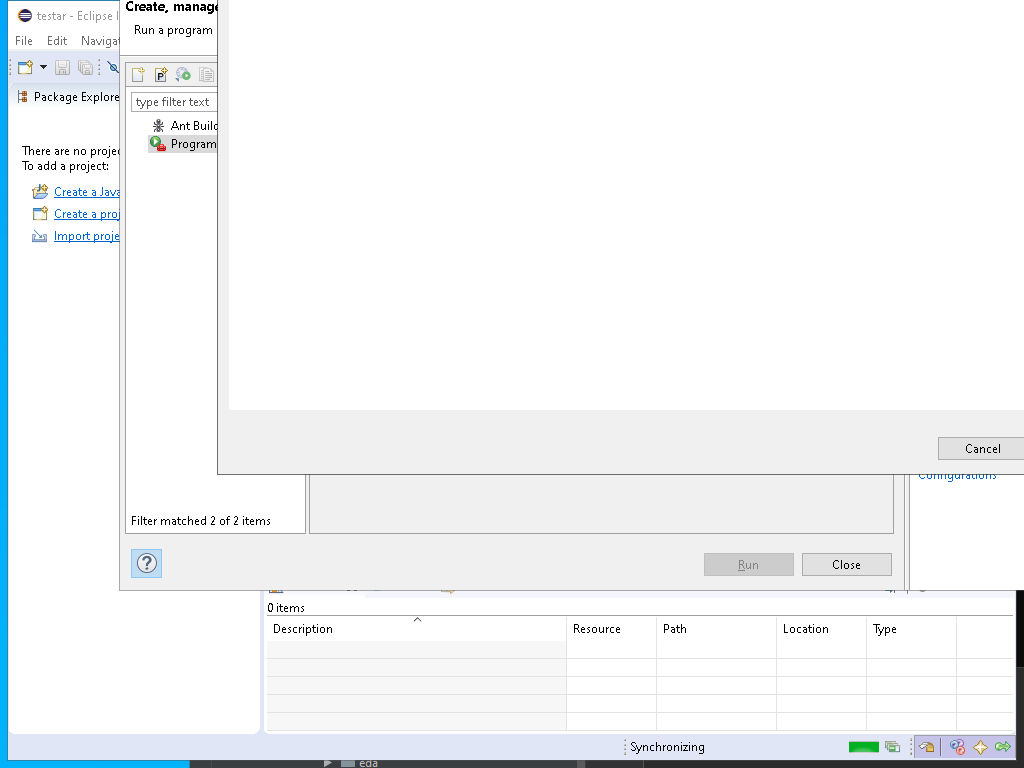 testar - Eclipse I
File Edit Navigat
Package Explore
There are no projec
To add a project:
Create a Java
Create a proj
Import proje
Create, manag
Run a program
type filter text
Ant Build
Program
Filter matched 2 of 2 items
Cancel
Configurations
Run
Close
0 items
Description Resource Path Location Type
Synchronizing
eda